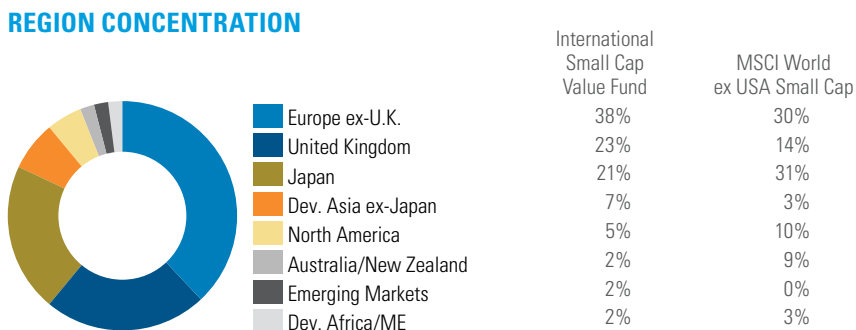 REGION CONCENTRATION
International
Small Cap MSCI World
Value Fund ex USA Small Cap
Europe ex-U.K. 38% 30%
United Kingdom 23% 14%
Japan 21% 31%
Dev. Asia ex-Japan 7% 3%
North America 5% 10%
Australia/New Zealand 2% 9%
Emerging Markets 2% 0%
Dev. Africa/ME 2% 3%